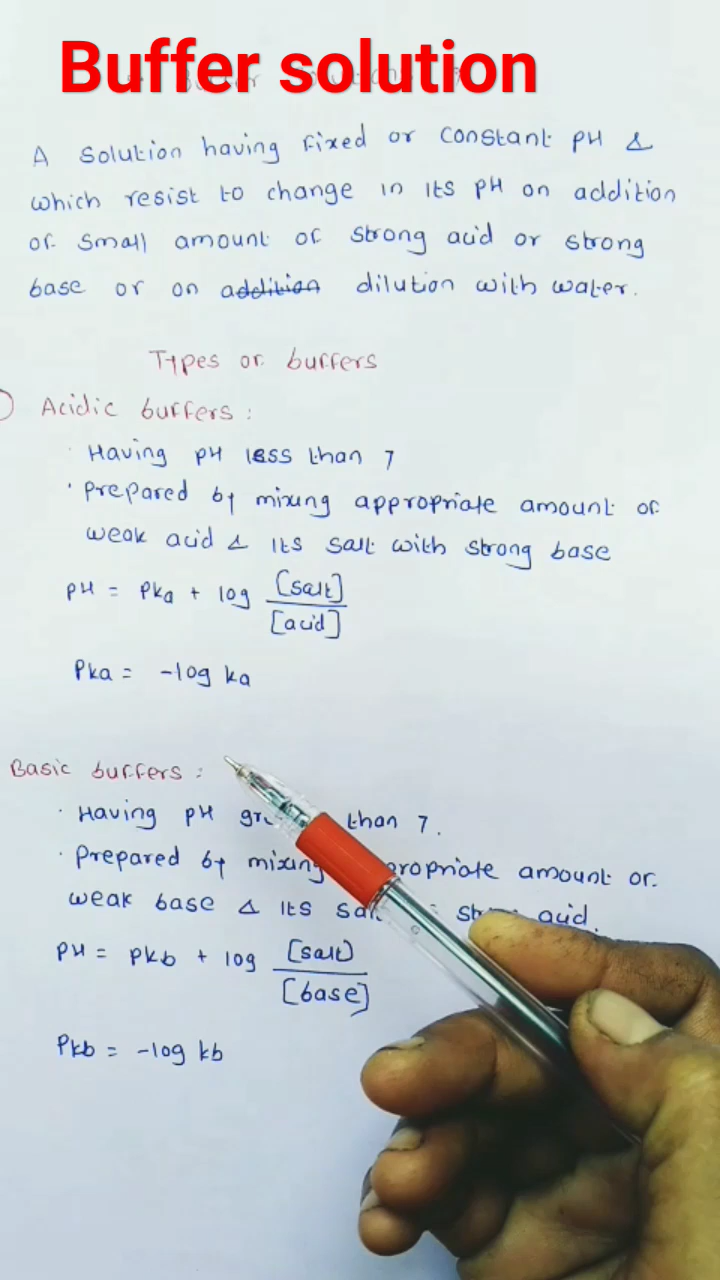 Buffer solution
A solution having fixed or constant pH &
which resist to change in its pH on addition
of small amount of strong acid or strong
base or on addition dilution with water.
Types of buffers
Acidic buffers :
· Having pH less than 7
· Prepared by mixing appropriate amount of
weak acid & its salt with strong base
pH = Pka + log [salt]
[acid]
Pka = -log ka
Basic buffers :
· Having pH than 7.
· Prepared by amount of
weak base & its acid.
pH = Pkb + log [salt]
[base]
Pkb = -log kb